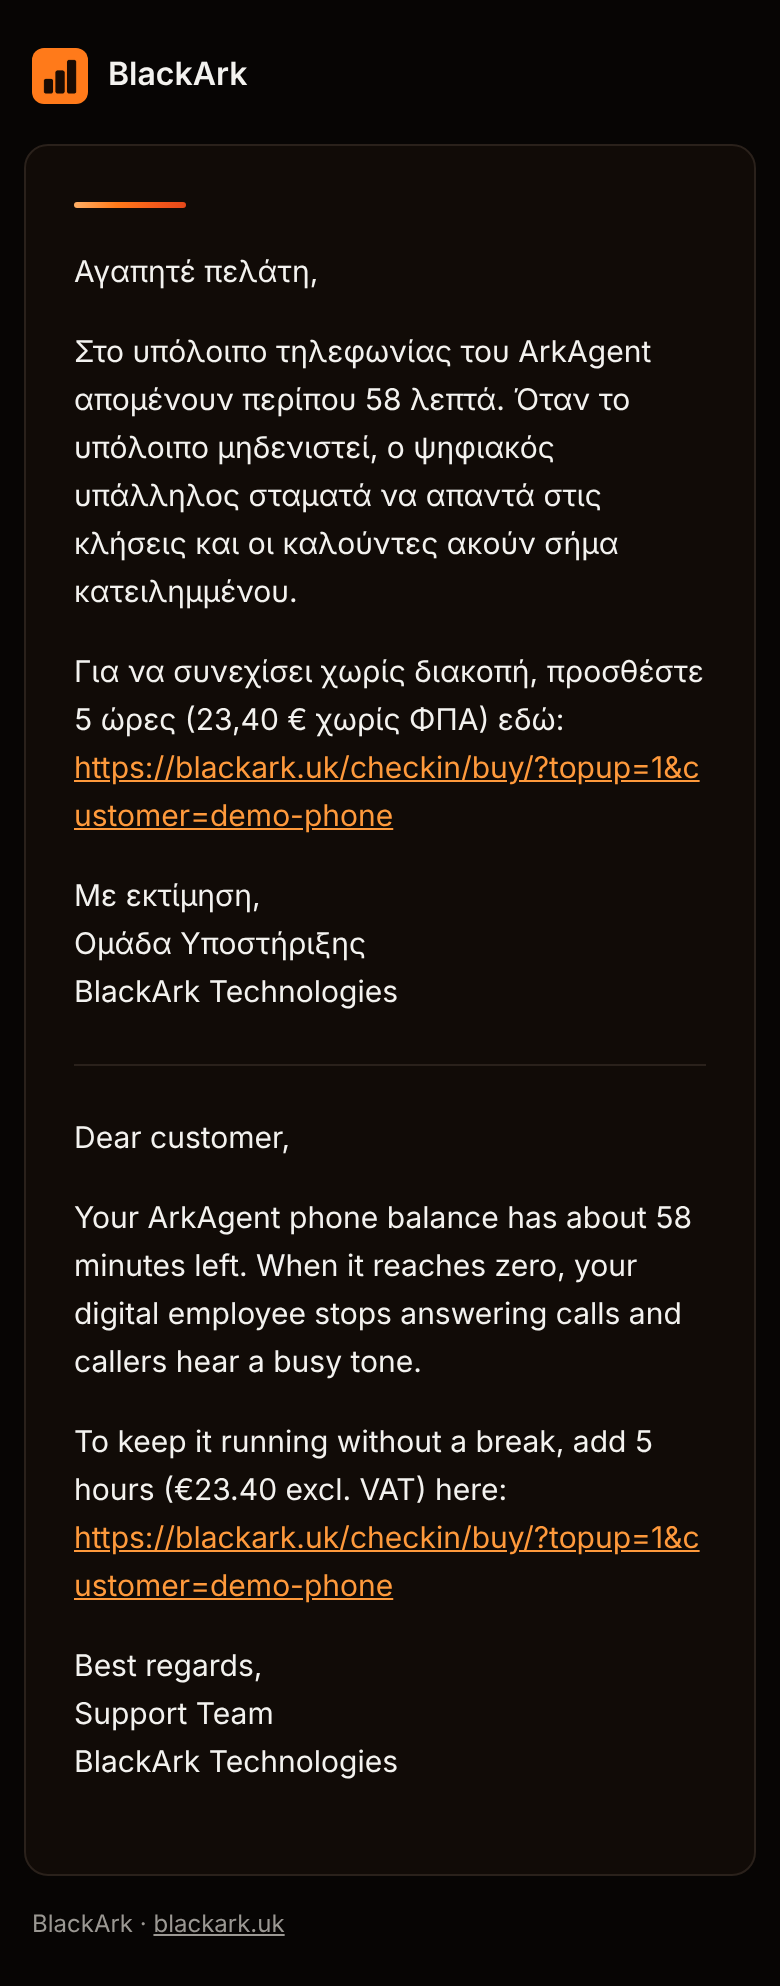 BlackArk
Αγαπητέ πελάτη,
Στο υπόλοιπο τηλεφωνίας του ArkAgent
απομένουν περίπου 58 λεπτά. Όταν το
υπόλοιπο μηδενιστεί, ο ψηφιακός
υπάλληλος σταματά να απαντά στις
κλήσεις και οι καλούντες ακούν σήμα
κατειλημμένου.
Για να συνεχίσει χωρίς διακοπή, προσθέστε
5 ώρες (23,40 € χωρίς ΦΠΑ) εδώ:
https://blackark.uk/checkin/buy/?topup=1&c
ustomer=demo-phone
Με εκτίμηση,
Ομάδα Υποστήριξης
BlackArk Technologies
Dear customer,
Your ArkAgent phone balance has about 58
minutes left. When it reaches zero, your
digital employee stops answering calls and
callers hear a busy tone.
To keep it running without a break, add 5
hours (€23.40 excl. VAT) here:
https://blackark.uk/checkin/buy/?topup=1&c
ustomer=demo-phone
Best regards,
Support Team
BlackArk Technologies
BlackArk · blackark.uk